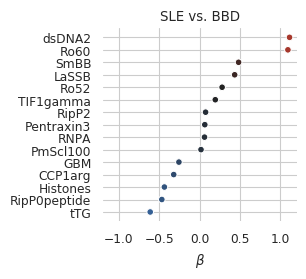 SLE vs. BBD
dsDNA2
Ro60
SmBB
LaSSB
Ro52
TIF1gamma
RipP2
Pentraxin3
RNPA
PmScl100
GBM
CCP1arg
Histones
RipP0peptide
tTG
−1.0 −0.5 0.0 0.5 1.0
β